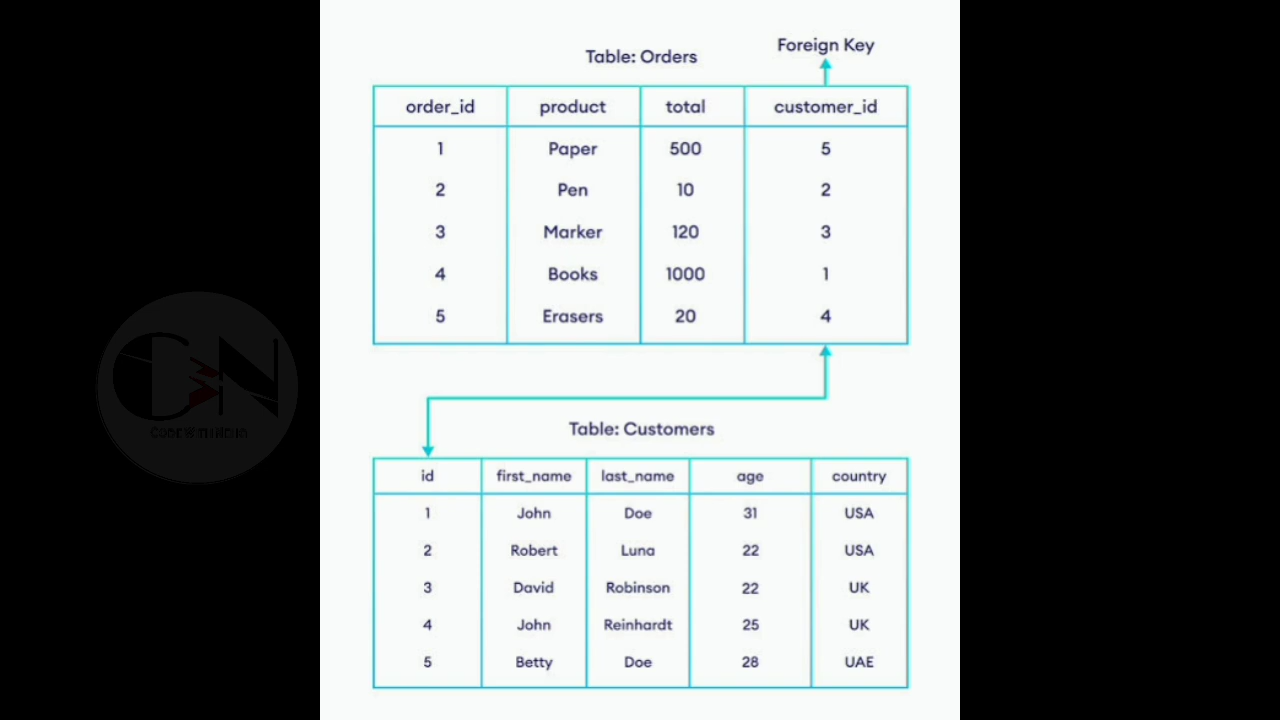 Foreign Key
Table: Orders
order_id product total customer_id
1 Paper 500 5
2 Pen 10 2
3 Marker 120 3
4 Books 1000 1
5 Erasers 20 4
Table: Customers
id first_name last_name age country
1 John Doe 31 USA
2 Robert Luna 22 USA
3 David Robinson 22 UK
4 John Reinhardt 25 UK
5 Betty Doe 28 UAE